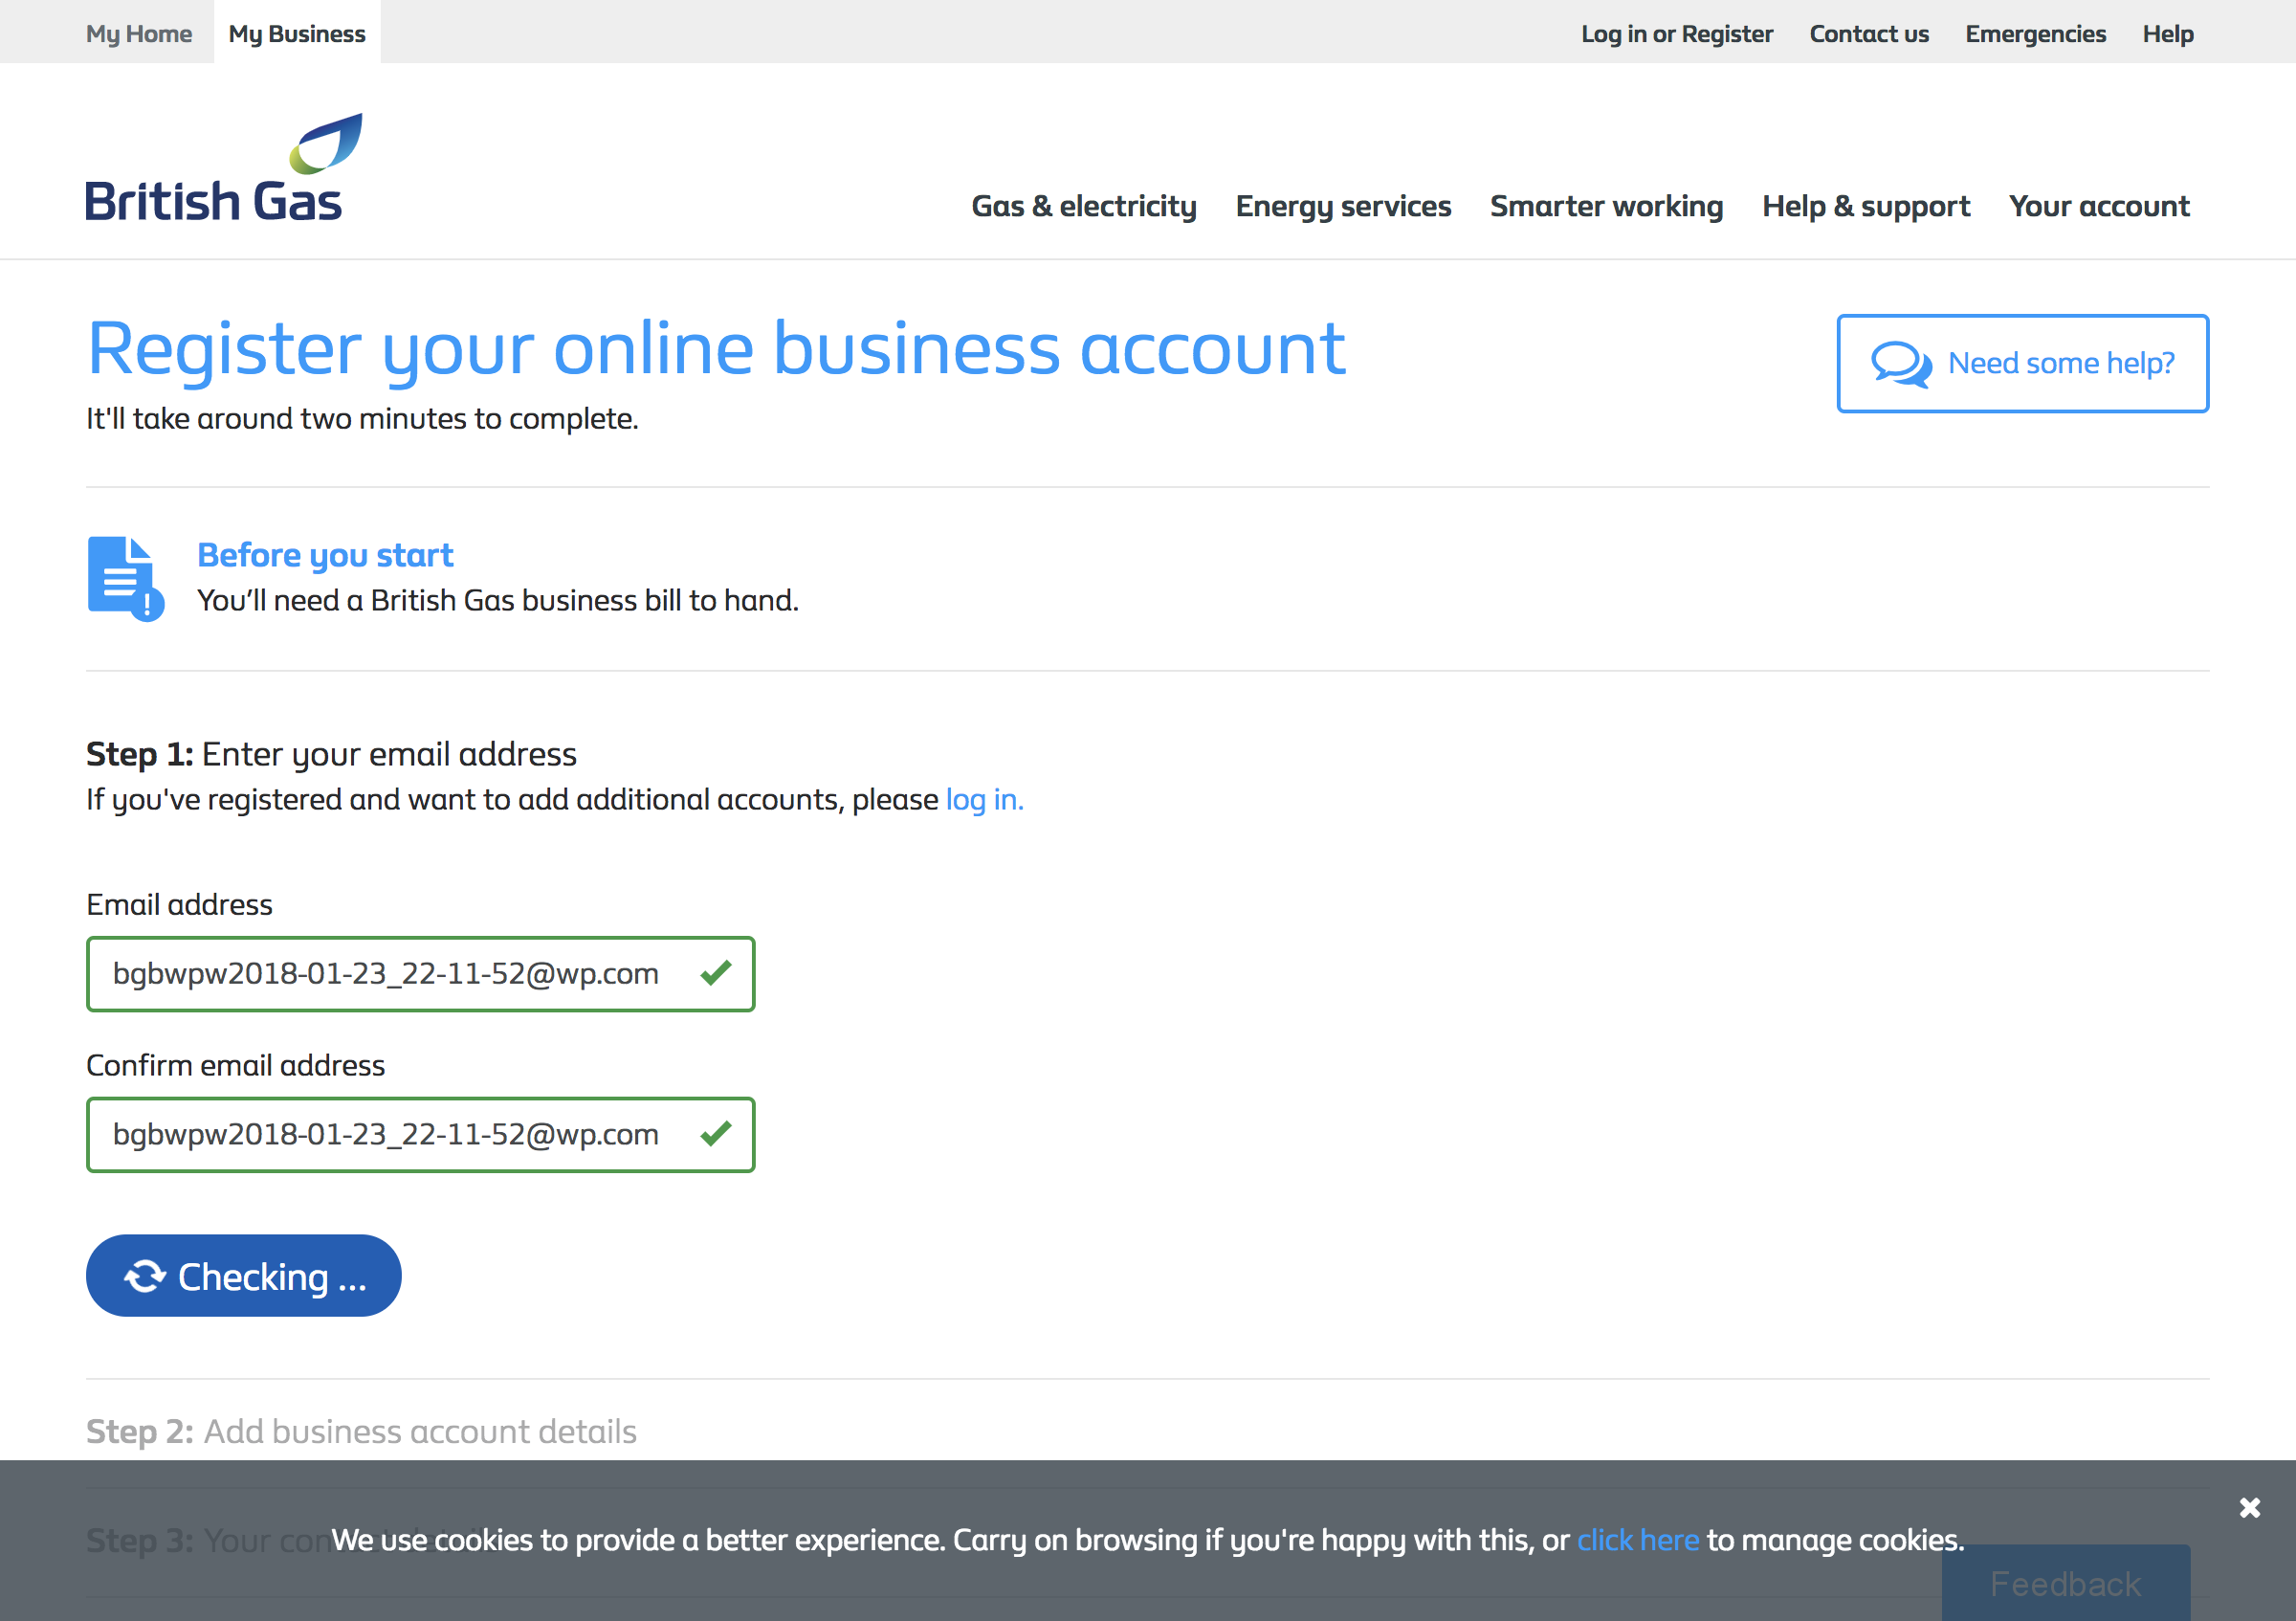 My Home
My Business
Log in or Register
Contact us
Emergencies
Help
British Gas
Gas & electricity
Energy services
Smarter working
Help & support
Your account
Register your online business account
Need some help?
It'll take around two minutes to complete.
Before you start
You’ll need a British Gas business bill to hand.
Step 1: Enter your email address
If you've registered and want to add additional accounts, please log in.
Email address
bgbwpw2018-01-23_22-11-52@wp.com
Confirm email address
bgbwpw2018-01-23_22-11-52@wp.com
Checking ...
Step 2: Add business account details
Step 3: Your
We use cookies to provide a better experience. Carry on browsing if you're happy with this, or click here to manage cookies.
Feedback